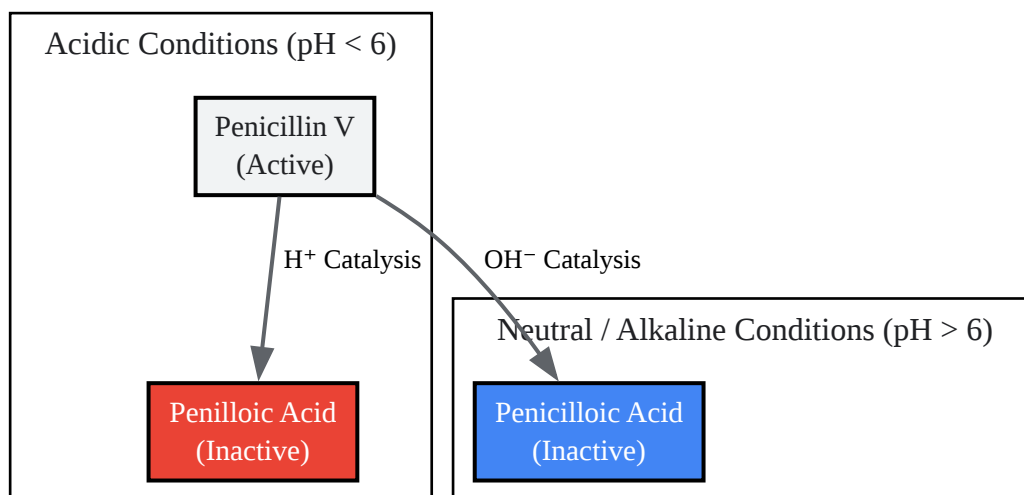 Acidic Conditions (pH < 6)
Penicillin V
(Active)
H⁺ Catalysis
OH⁻ Catalysis
Neutral / Alkaline Conditions (pH > 6)
Penilloic Acid
(Inactive)
Penicilloic Acid
(Inactive)